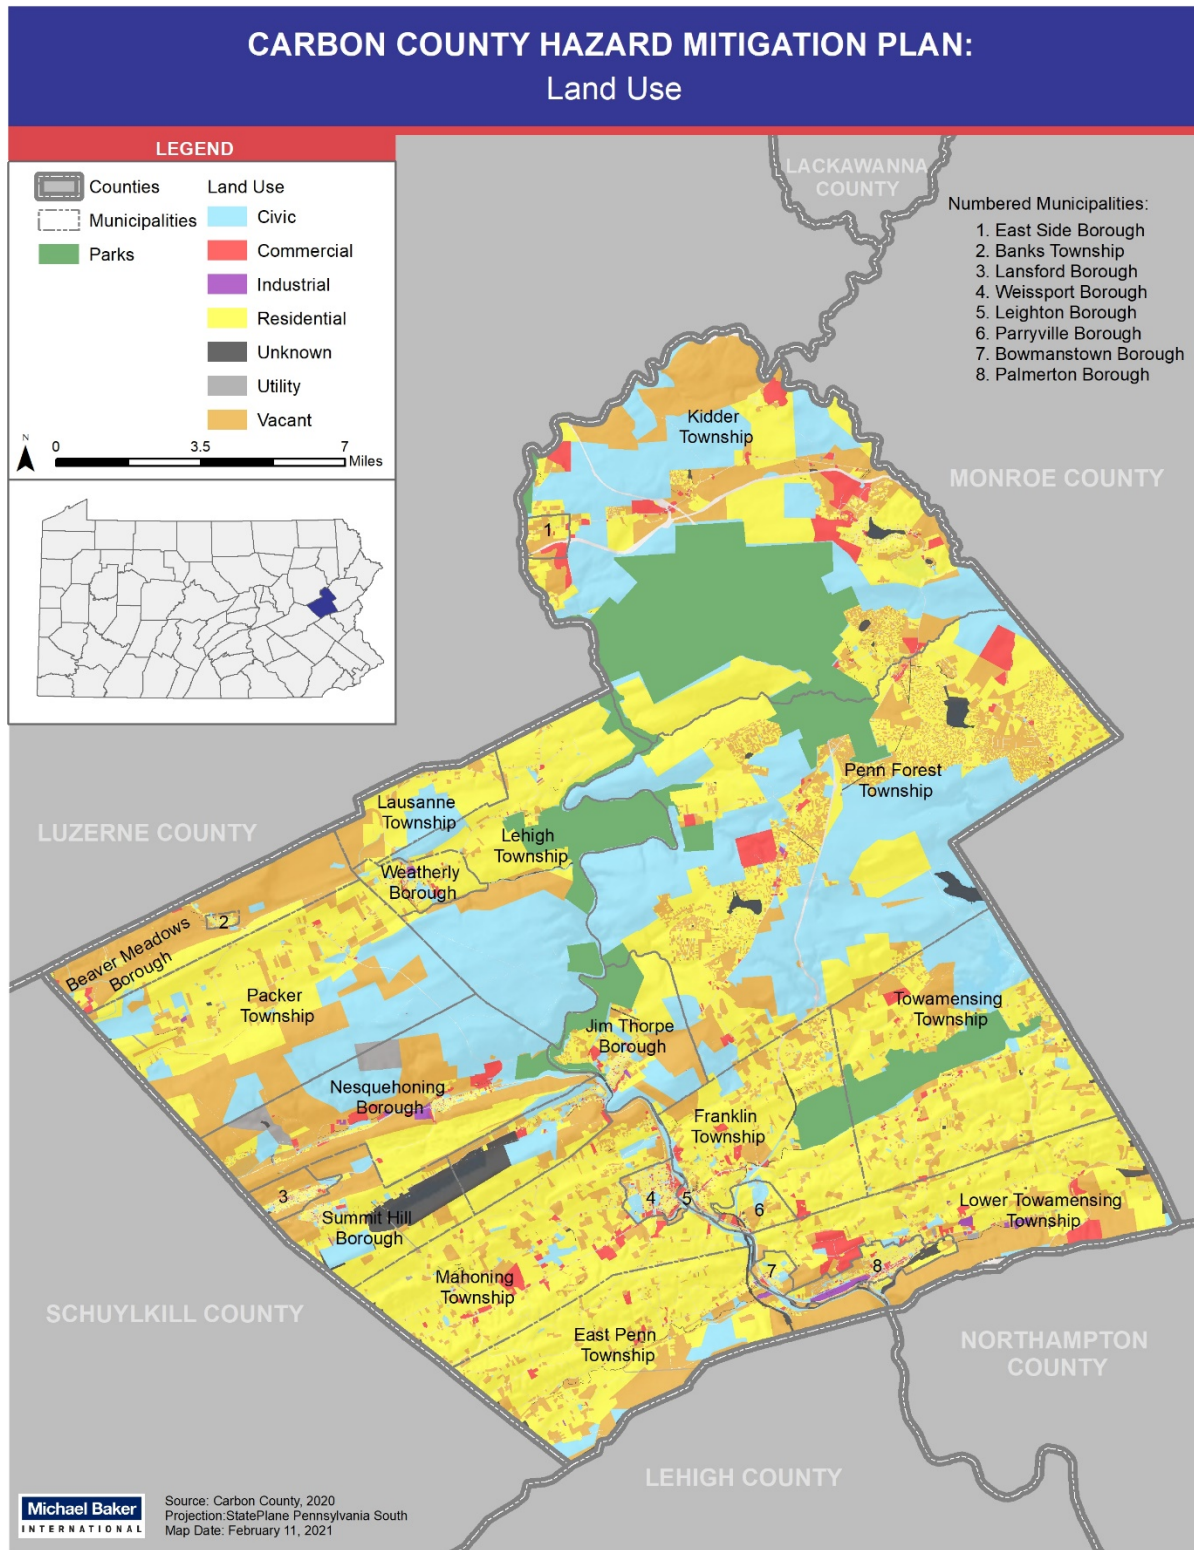 CARBON COUNTY HAZARD MITIGATION PLAN:
Land Use
LEGEND
Counties
Municipalities
Parks
Land Use
Civic
Commercial
Industrial
Residential
Unknown
Utility
Vacant
N
0 3.5 7
Miles
Numbered Municipalities:
1. East Side Borough
2. Banks Township
3. Lansford Borough
4. Weissport Borough
5. Leighton Borough
6. Parryville Borough
7. Bowmanstown Borough
8. Palmerton Borough
LACKAWANNA
COUNTY
Kidder
Township
MONROE COUNTY
1
Penn Forest
Township
LUZERNE COUNTY
Lausanne
Township
Lehigh
Township
Weatherly
Borough
2
Beaver Meadows
Borough
Packer
Township
Towamensing
Township
Jim Thorpe
Borough
Nesquehoning
Borough
Franklin
Township
3
4
5
6
Summit Hill
Borough
Lower Towamensing
Township
7
8
Mahoning
Township
SCHUYLKILL COUNTY
East Penn
Township
NORTHAMPTON
COUNTY
LEHIGH COUNTY
Michael Baker
INTERNATIONAL
Source: Carbon County, 2020
Projection:StatePlane Pennsylvania South
Map Date: February 11, 2021